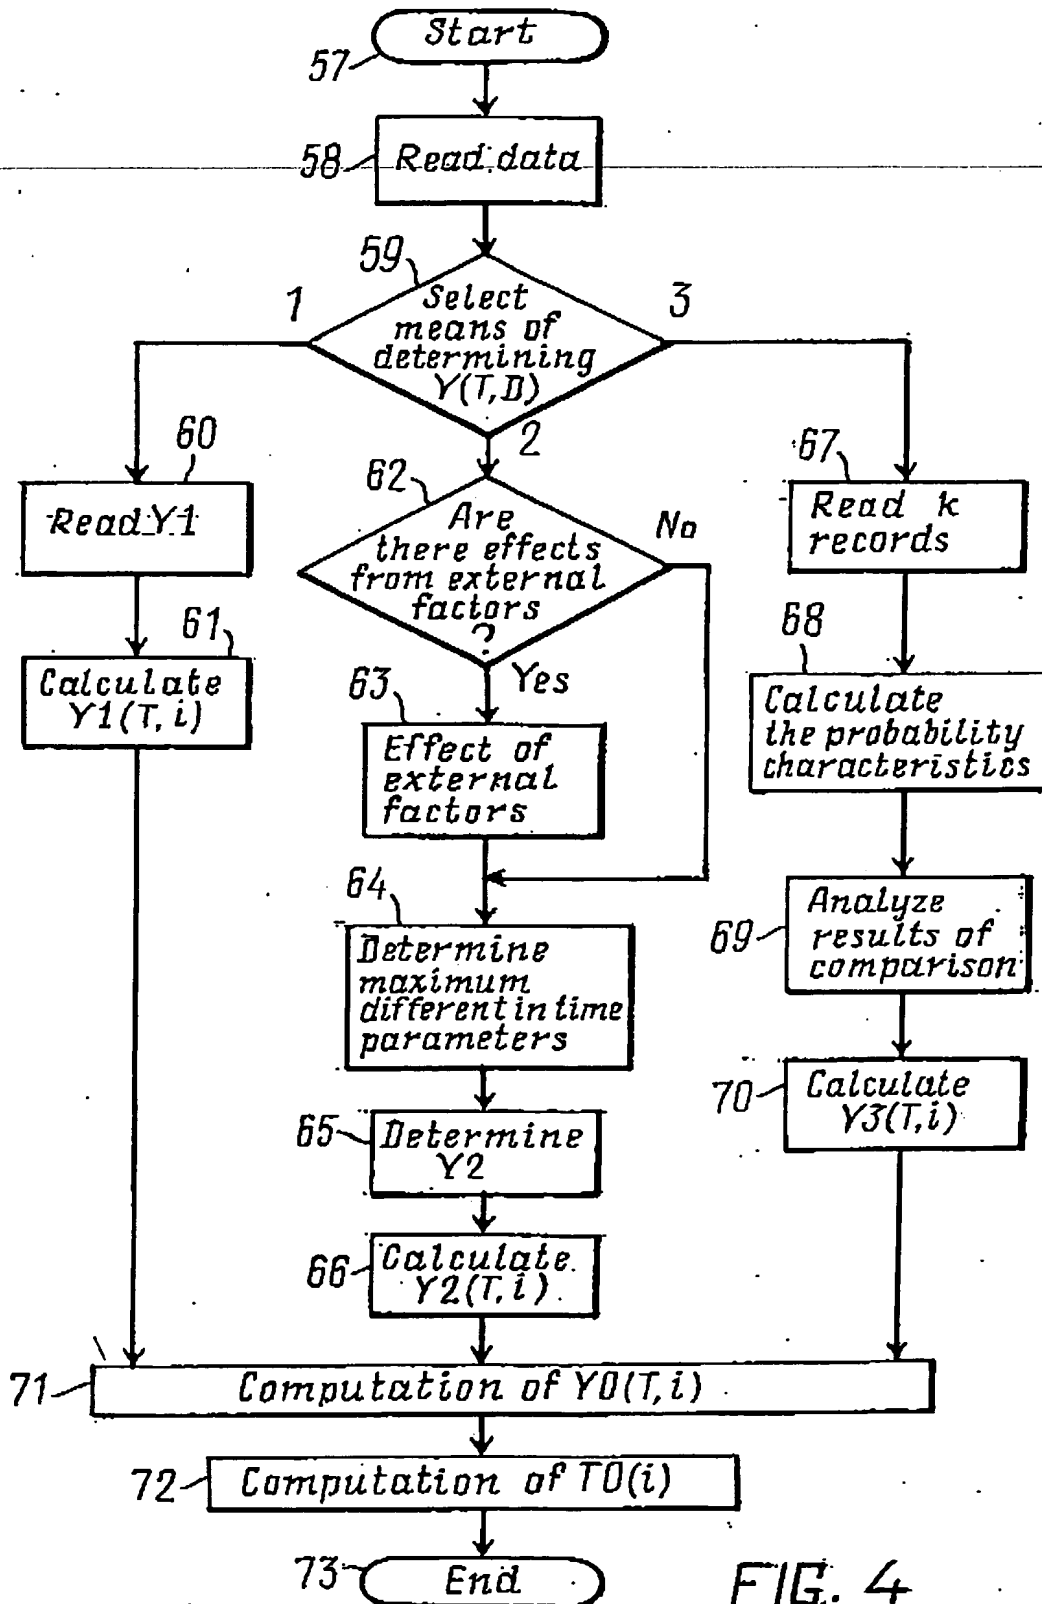 Start
57
58
Read data
59
1
Select
means of
determining
Y(T,D)
3
2
60
Read Y1
61
Calculate
Y1(T,i)
62
Are
there effects
from external
factors
?
No
Yes
63
Effect of
external
factors
64
Determine
maximum
different in time
parameters
65
Determine
Y2
66
Calculate
Y2(T,i)
67
Read k
records
68
Calculate
the probability
characteristics
69
Analyze
results of
comparison
70
Calculate
Y3(T,i)
71
Computation of Y0(T,i)
72
Computation of T0(i)
73
End
FIG. 4